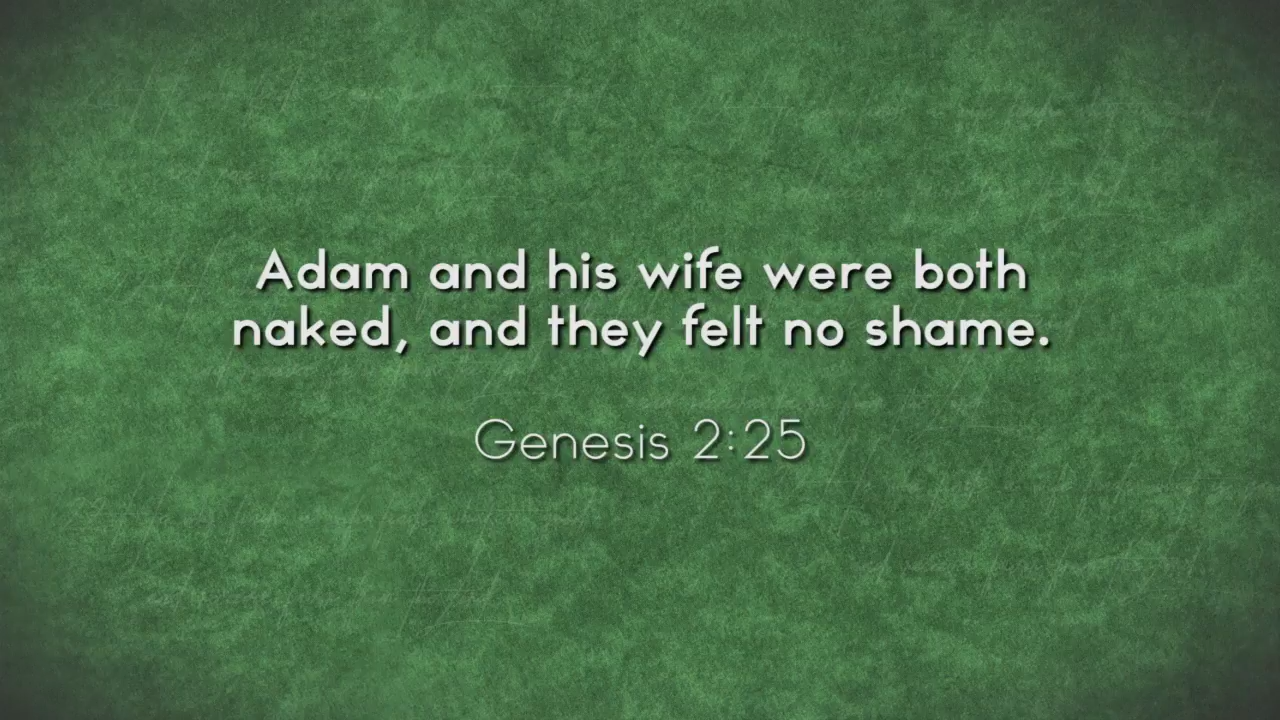 Adam and his wife were both
naked, and they felt no shame.
Genesis 2:25